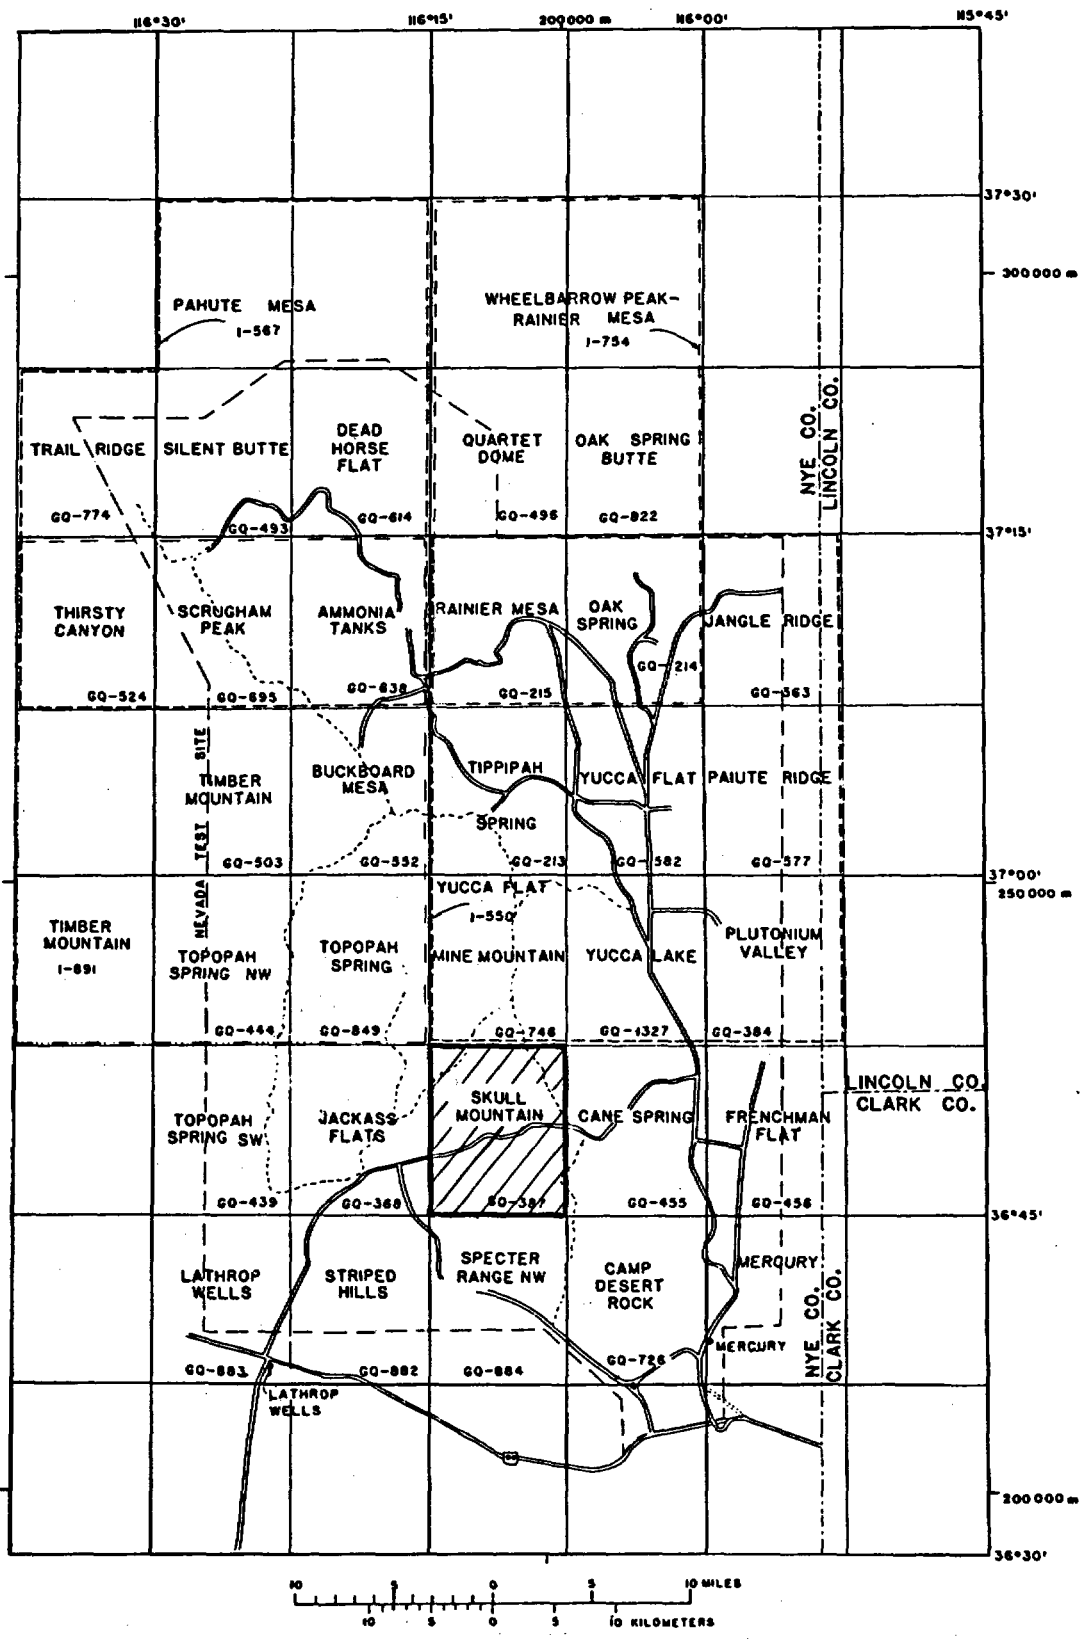 116°30'
116°15'
200000 m
116°00'
115°45'
37°30'
300000 m
PAHUTE MESA
I-567
WHEELBARROW PEAK-
RAINIER MESA
I-754
NYE CO.
LINCOLN CO.
TRAIL RIDGE
SILENT BUTTE
DEAD
HORSE
FLAT
QUARTET
DOME
OAK SPRING
BUTTE
GQ-774
GQ-493
GQ-614
GQ-496
GQ-822
37°15'
THIRSTY
CANYON
SCRUGHAM
PEAK
AMMONIA
TANKS
RAINIER MESA
OAK
SPRING
JANGLE RIDGE
GQ-524
GQ-695
GQ-638
GQ-215
GQ-214
GQ-363
NEVADA TEST SITE
TIMBER
MOUNTAIN
BUCKBOARD
MESA
TIPPIPAH
SPRING
YUCCA FLAT
PAIUTE RIDGE
GQ-503
GQ-552
GQ-213
GQ-582
GQ-577
37°00'
250000 m
YUCCA FLAT
I-550
TIMBER
MOUNTAIN
I-891
TOPOPAH
SPRING NW
TOPOPAH
SPRING
MINE MOUNTAIN
YUCCA LAKE
PLUTONIUM
VALLEY
GQ-444
GQ-849
GQ-746
GQ-1327
GQ-384
LINCOLN CO.
CLARK CO.
TOPOPAH
SPRING SW
JACKASS
FLATS
SKULL
MOUNTAIN
CANE SPRING
FRENCHMAN
FLAT
GQ-439
GQ-368
GQ-387
GQ-455
GQ-456
36°45'
LATHROP
WELLS
STRIPED
HILLS
SPECTER
RANGE NW
CAMP
DESERT
ROCK
MERCURY
NYE CO.
CLARK CO.
MERCURY
GQ-883
GQ-882
GQ-884
GQ-726
LATHROP
WELLS
200000 m
36°30'
10 5 0 5 10 MILES
10 5 0 5 10 KILOMETERS